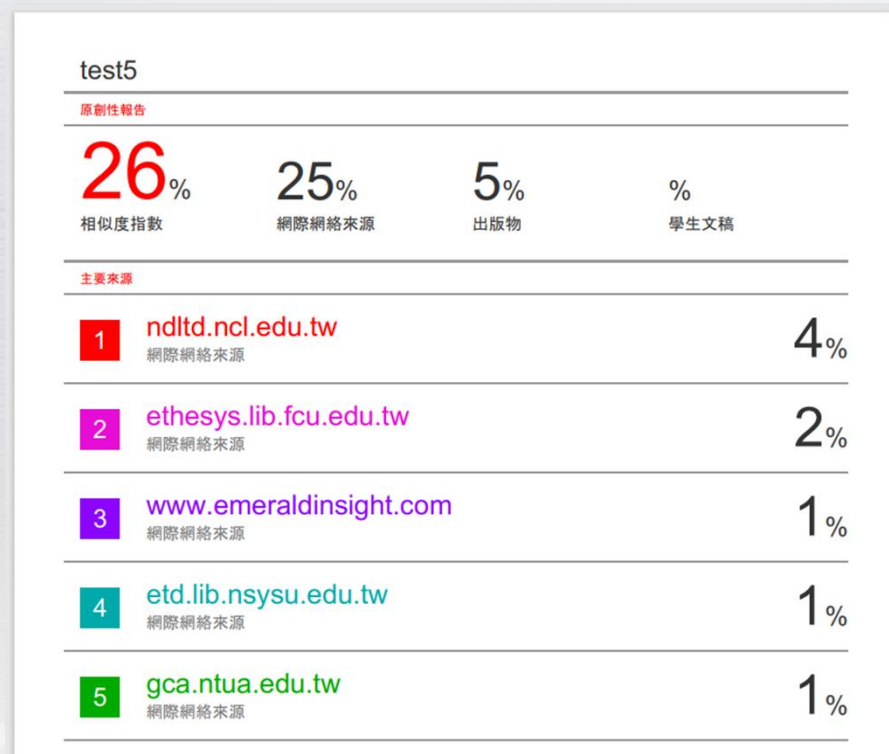 test5
原創性報告
26% 25% 5% %
相似度指數 網際網絡來源 出版物 學生文稿
主要來源
1 ndltd.ncl.edu.tw 4%
網際網絡來源
2 ethesys.lib.fcu.edu.tw 2%
網際網絡來源
3 www.emeraldinsight.com 1%
網際網絡來源
4 etd.lib.nsysu.edu.tw 1%
網際網絡來源
5 gca.ntua.edu.tw 1%
網際網絡來源